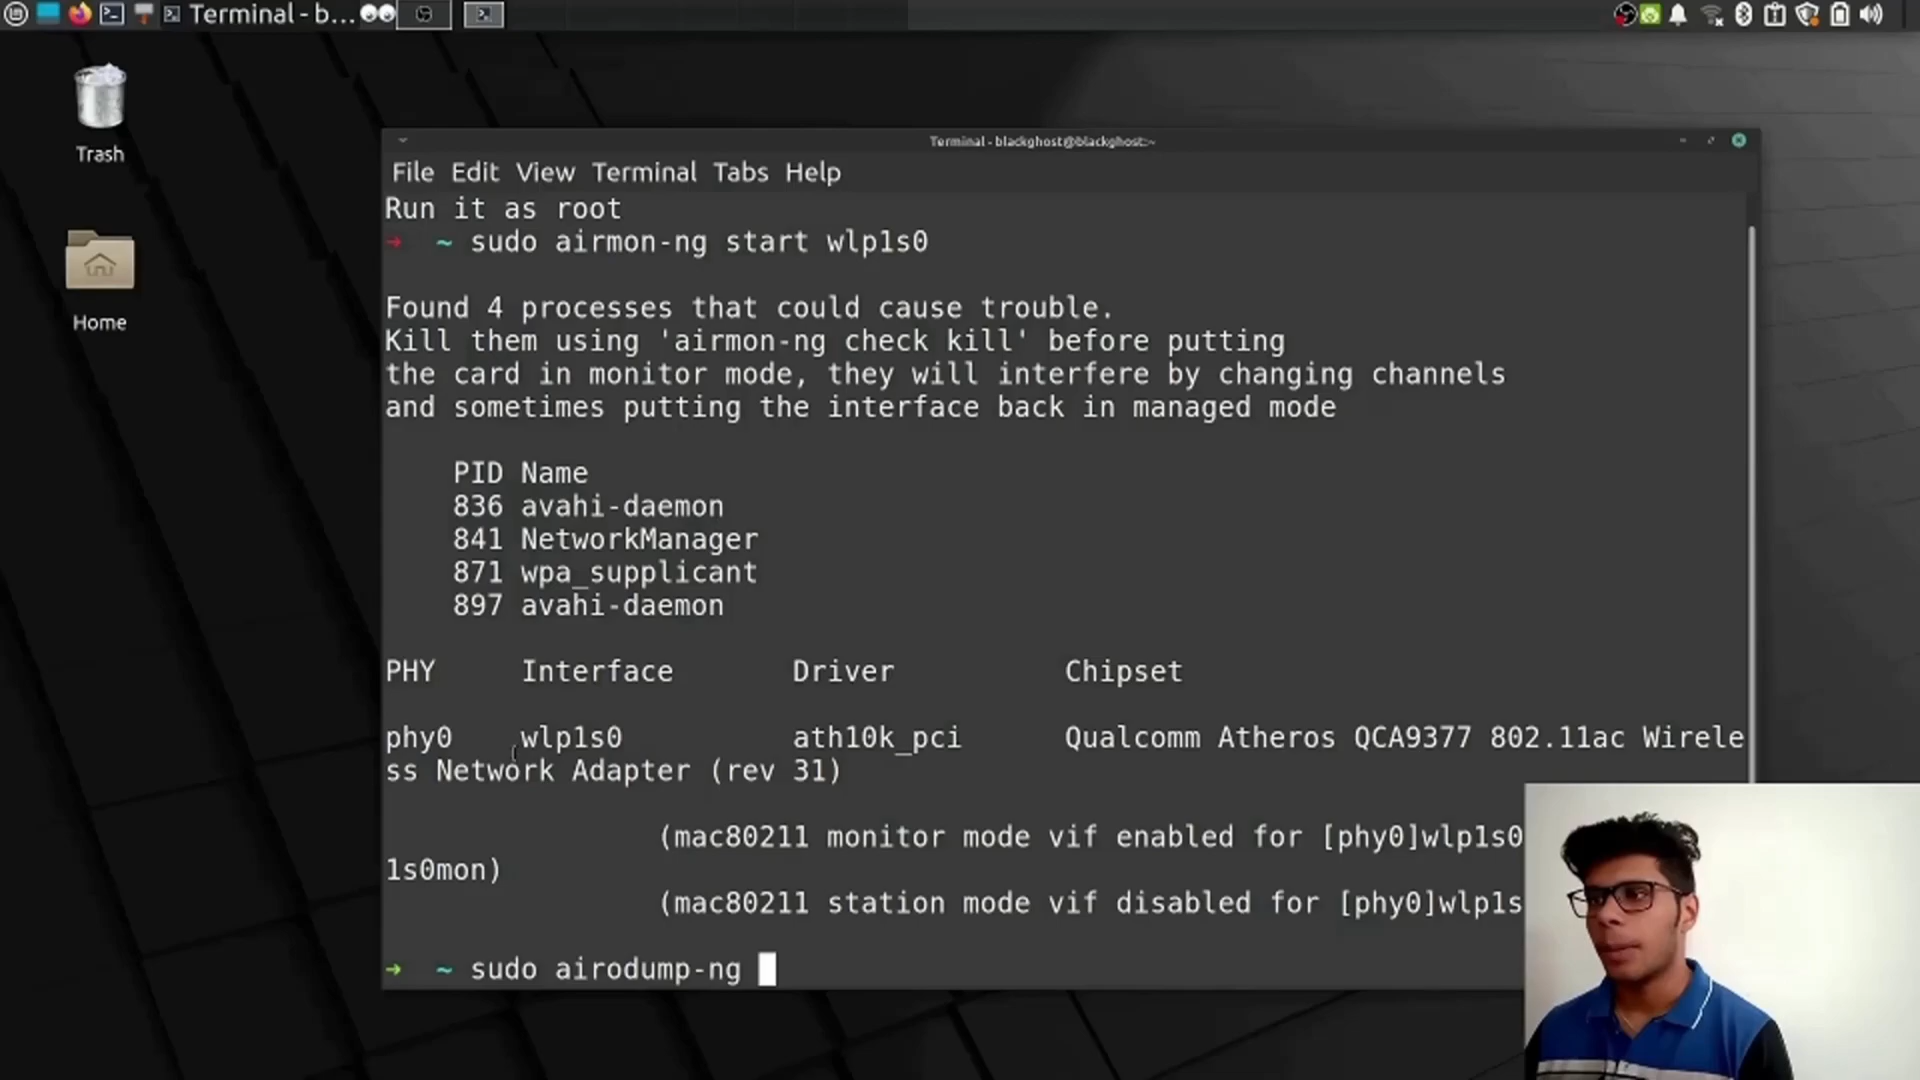 Terminal - b...
Trash
Home
Terminal - blackghost@blackghost:~
File Edit View Terminal Tabs Help
Run it as root
➜ ~ sudo airmon-ng start wlp1s0
Found 4 processes that could cause trouble.
Kill them using 'airmon-ng check kill' before putting
the card in monitor mode, they will interfere by changing channels
and sometimes putting the interface back in managed mode
PID Name
836 avahi-daemon
841 NetworkManager
871 wpa_supplicant
897 avahi-daemon
PHY Interface Driver Chipset
phy0 wlp1s0 ath10k_pci Qualcomm Atheros QCA9377 802.11ac Wirele
ss Network Adapter (rev 31)
(mac80211 monitor mode vif enabled for [phy0]wlp1s0
1s0mon)
(mac80211 station mode vif disabled for [phy0]wlp1s
➜ ~ sudo airodump-ng